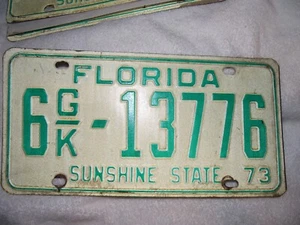 FLORIDA
6 G/K - 13776
SUNSHINE STATE 73